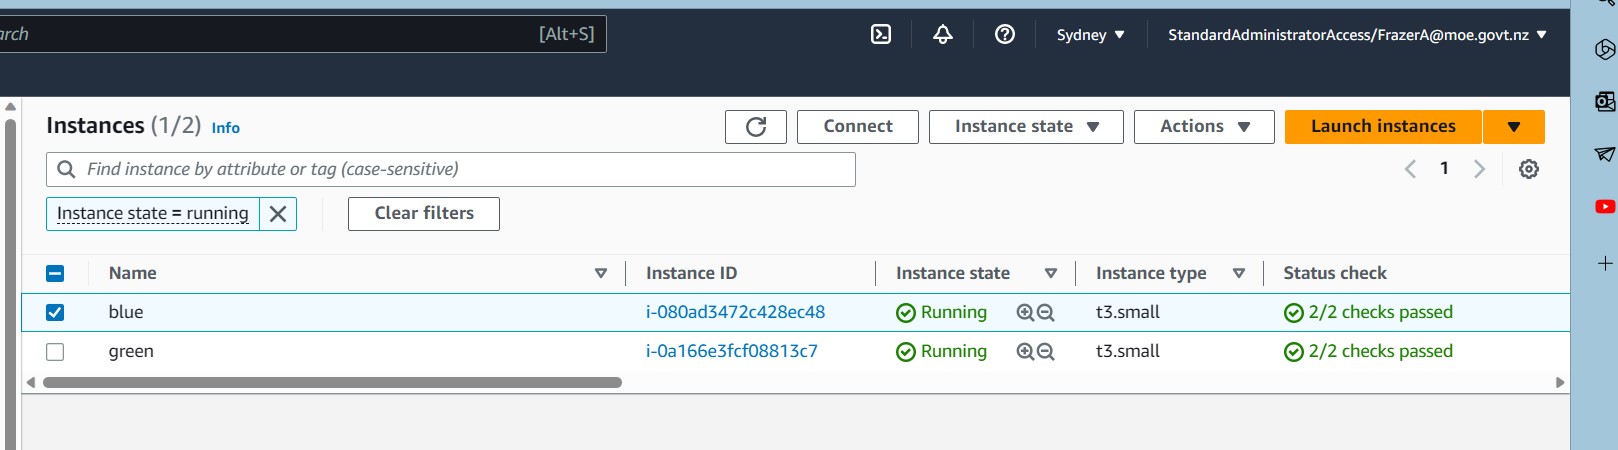 arch [Alt+S] Sydney StandardAdministratorAccess/FrazerA@moe.govt.nz
Instances (1/2) Info Connect Instance state Actions Launch instances
Find instance by attribute or tag (case-sensitive) 1
Instance state = running Clear filters
Name Instance ID Instance state Instance type Status check
blue i-080ad3472c428ec48 Running t3.small 2/2 checks passed
green i-0a166e3fcf08813c7 Running t3.small 2/2 checks passed